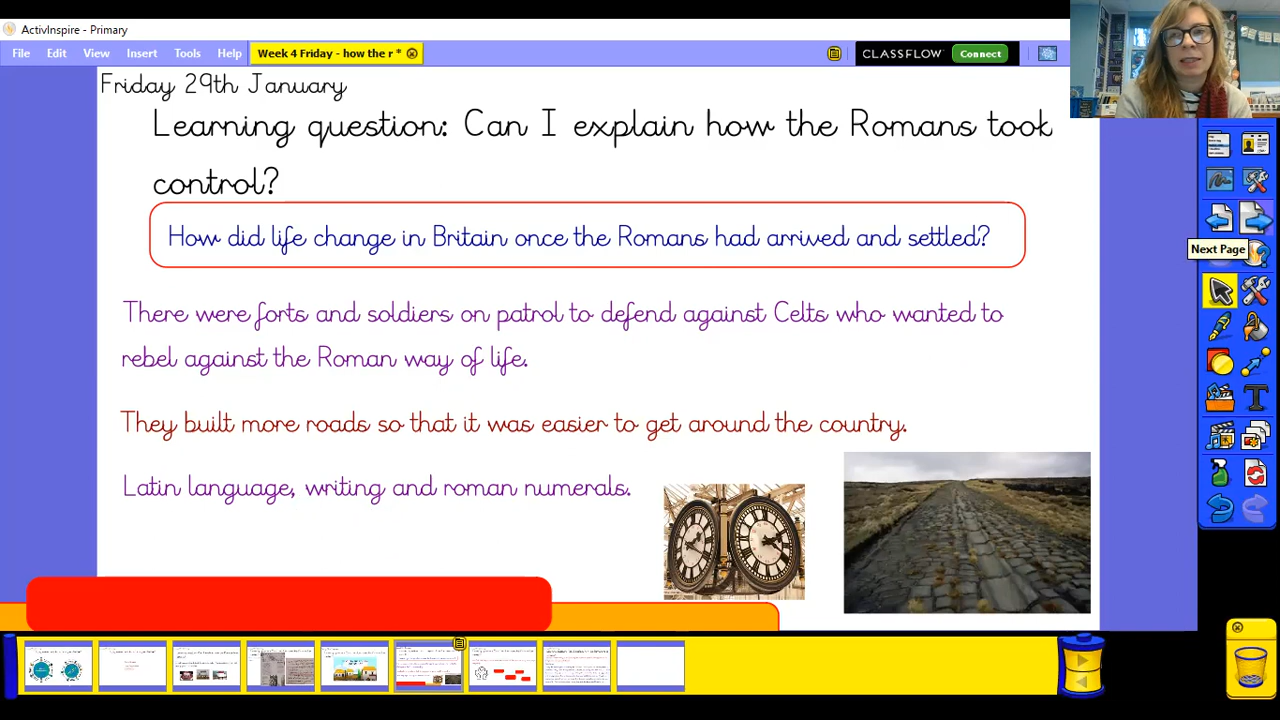 ActivInspire - Primary
File Edit View Insert Tools Help Week 4 Friday - how the r * CLASSFLOW Connect
Friday 29th January
Learning question: Can I explain how the Romans took
control?
How did life change in Britain once the Romans had arrived and settled?
Next Page
There were forts and soldiers on patrol to defend against Celts who wanted to
rebel against the Roman way of life.
They built more roads so that it was easier to get around the country.
Latin language, writing and roman numerals.